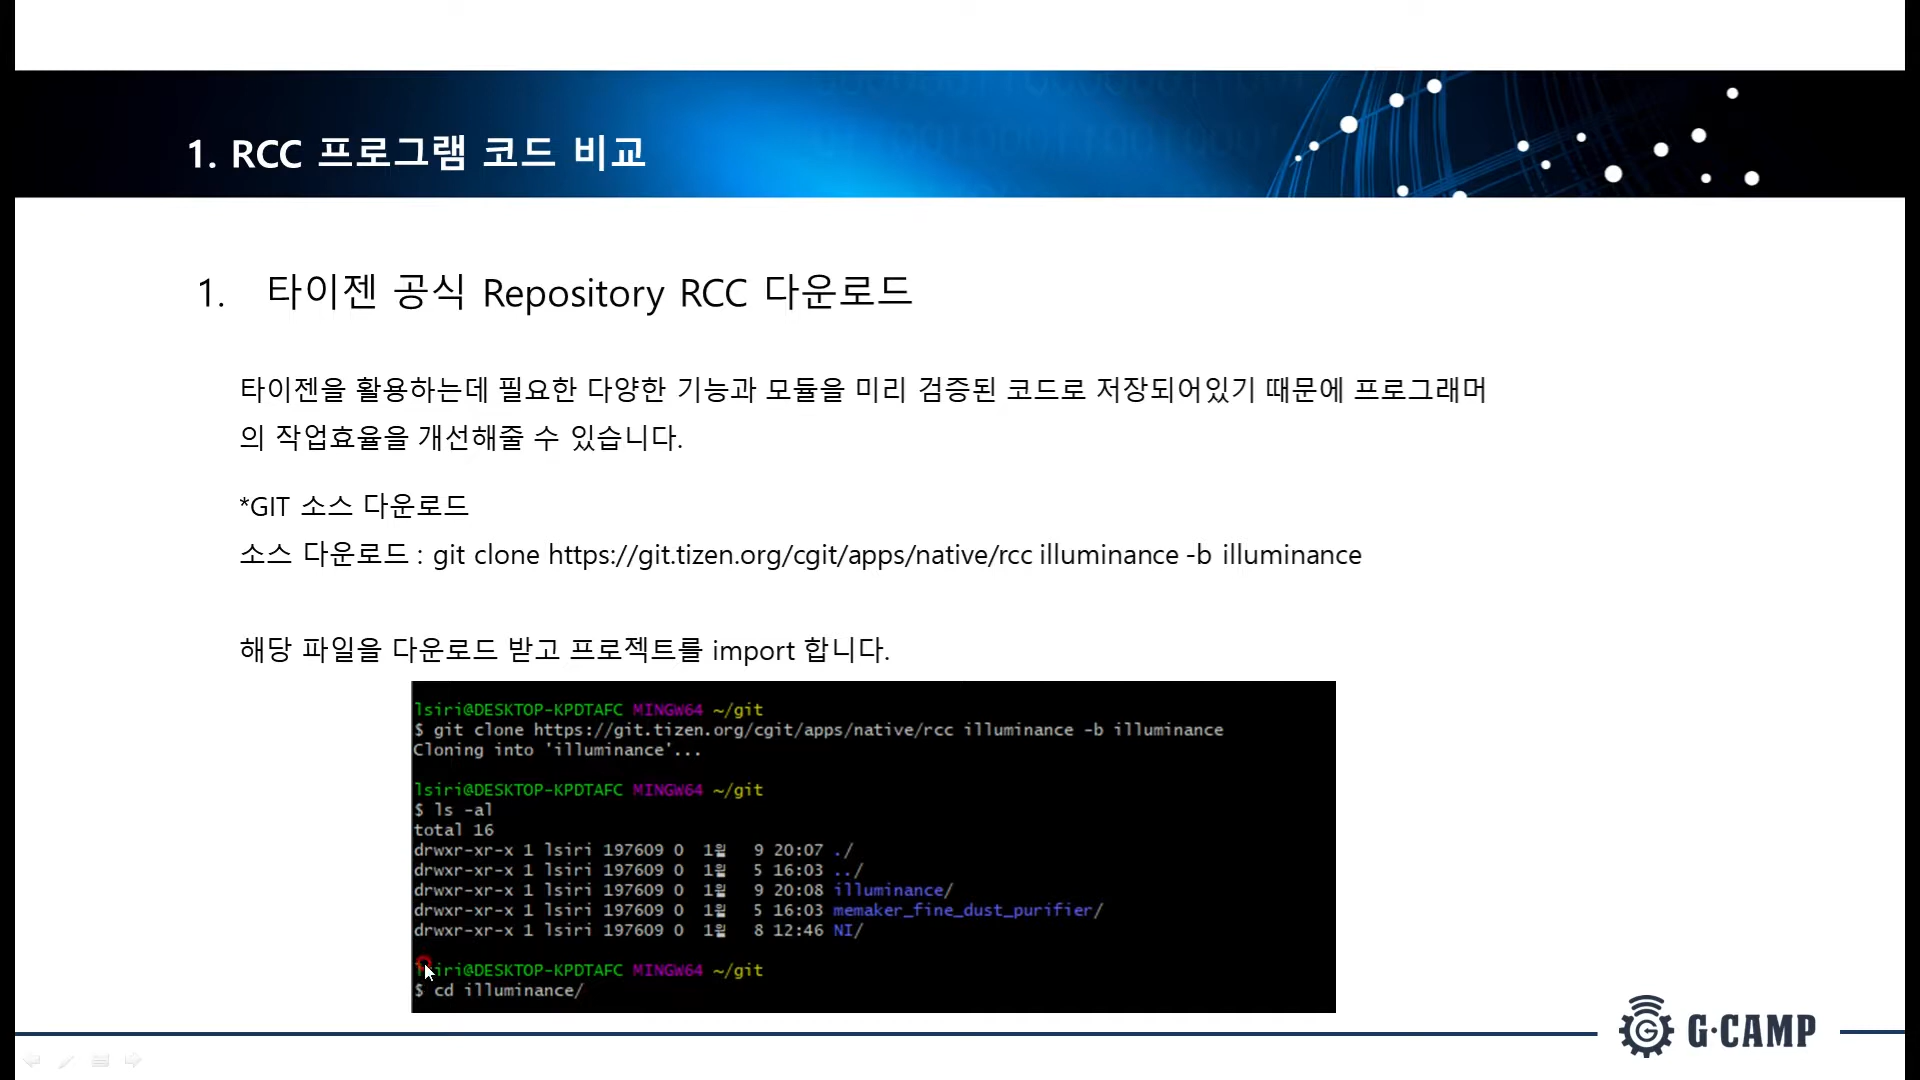 1. RCC 프로그램 코드 비교
1. 타이젠 공식 Repository RCC 다운로드
타이젠을 활용하는데 필요한 다양한 기능과 모듈을 미리 검증된 코드로 저장되어있기 때문에 프로그래머
의 작업효율을 개선해줄 수 있습니다.
*GIT 소스 다운로드
소스 다운로드 : git clone https://git.tizen.org/cgit/apps/native/rcc illuminance -b illuminance
해당 파일을 다운로드 받고 프로젝트를 import 합니다.
lsiri@DESKTOP-KPDTAFC MINGW64 ~/git
$ git clone https://git.tizen.org/cgit/apps/native/rcc illuminance -b illuminance
Cloning into 'illuminance'...
lsiri@DESKTOP-KPDTAFC MINGW64 ~/git
$ ls -al
total 16
drwxr-xr-x 1 lsiri 197609 0 1월 9 20:07 ./
drwxr-xr-x 1 lsiri 197609 0 1월 5 16:03 ../
drwxr-xr-x 1 lsiri 197609 0 1월 9 20:08 illuminance/
drwxr-xr-x 1 lsiri 197609 0 1월 5 16:03 memaker_fine_dust_purifier/
drwxr-xr-x 1 lsiri 197609 0 1월 8 12:46 NI/
lsiri@DESKTOP-KPDTAFC MINGW64 ~/git
$ cd illuminance/
G·CAMP